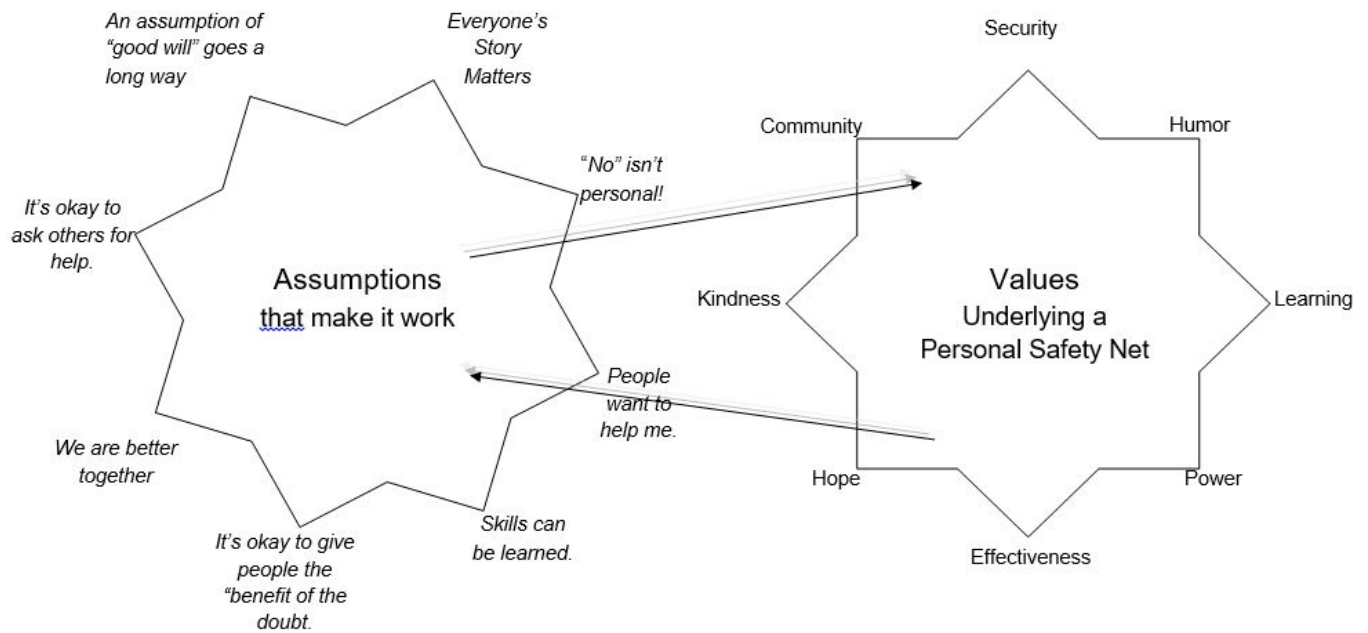 An assumption of
“good will” goes a
long way
Everyone’s
Story
Matters
“No” isn’t
personal!
It’s okay to
ask others for
help.
Assumptions
that make it work
People
want to
help me.
We are better
together
Skills can
be learned.
It’s okay to give
people the
“benefit of the
doubt.
Security
Community
Humor
Kindness
Values
Underlying a
Personal Safety Net
Learning
Hope
Power
Effectiveness